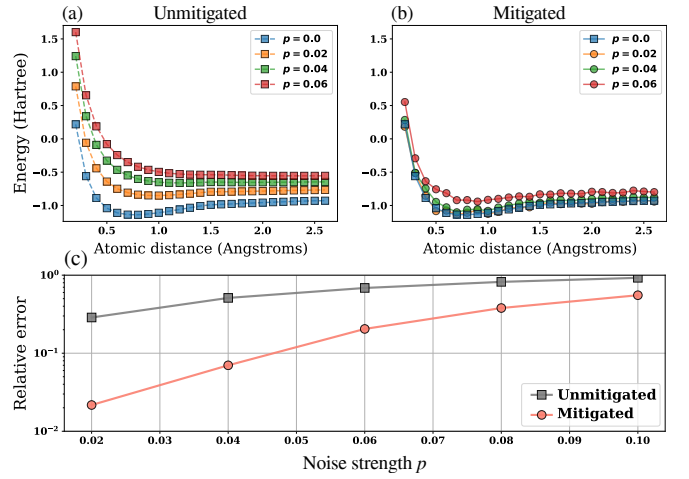 (a) Unmitigated
Energy (Hartree)
1.5
1.0
0.5
0.0
−0.5
−1.0
p = 0.0
p = 0.02
p = 0.04
p = 0.06
0.5 1.0 1.5 2.0 2.5
Atomic distance (Angstroms)
(b) Mitigated
1.5
1.0
0.5
0.0
−0.5
−1.0
p = 0.0
p = 0.02
p = 0.04
p = 0.06
0.5 1.0 1.5 2.0 2.5
Atomic distance (Angstroms)
(c)
Relative error
10⁰
10⁻¹
10⁻²
Unmitigated
Mitigated
0.02 0.03 0.04 0.05 0.06 0.07 0.08 0.09 0.10
Noise strength p